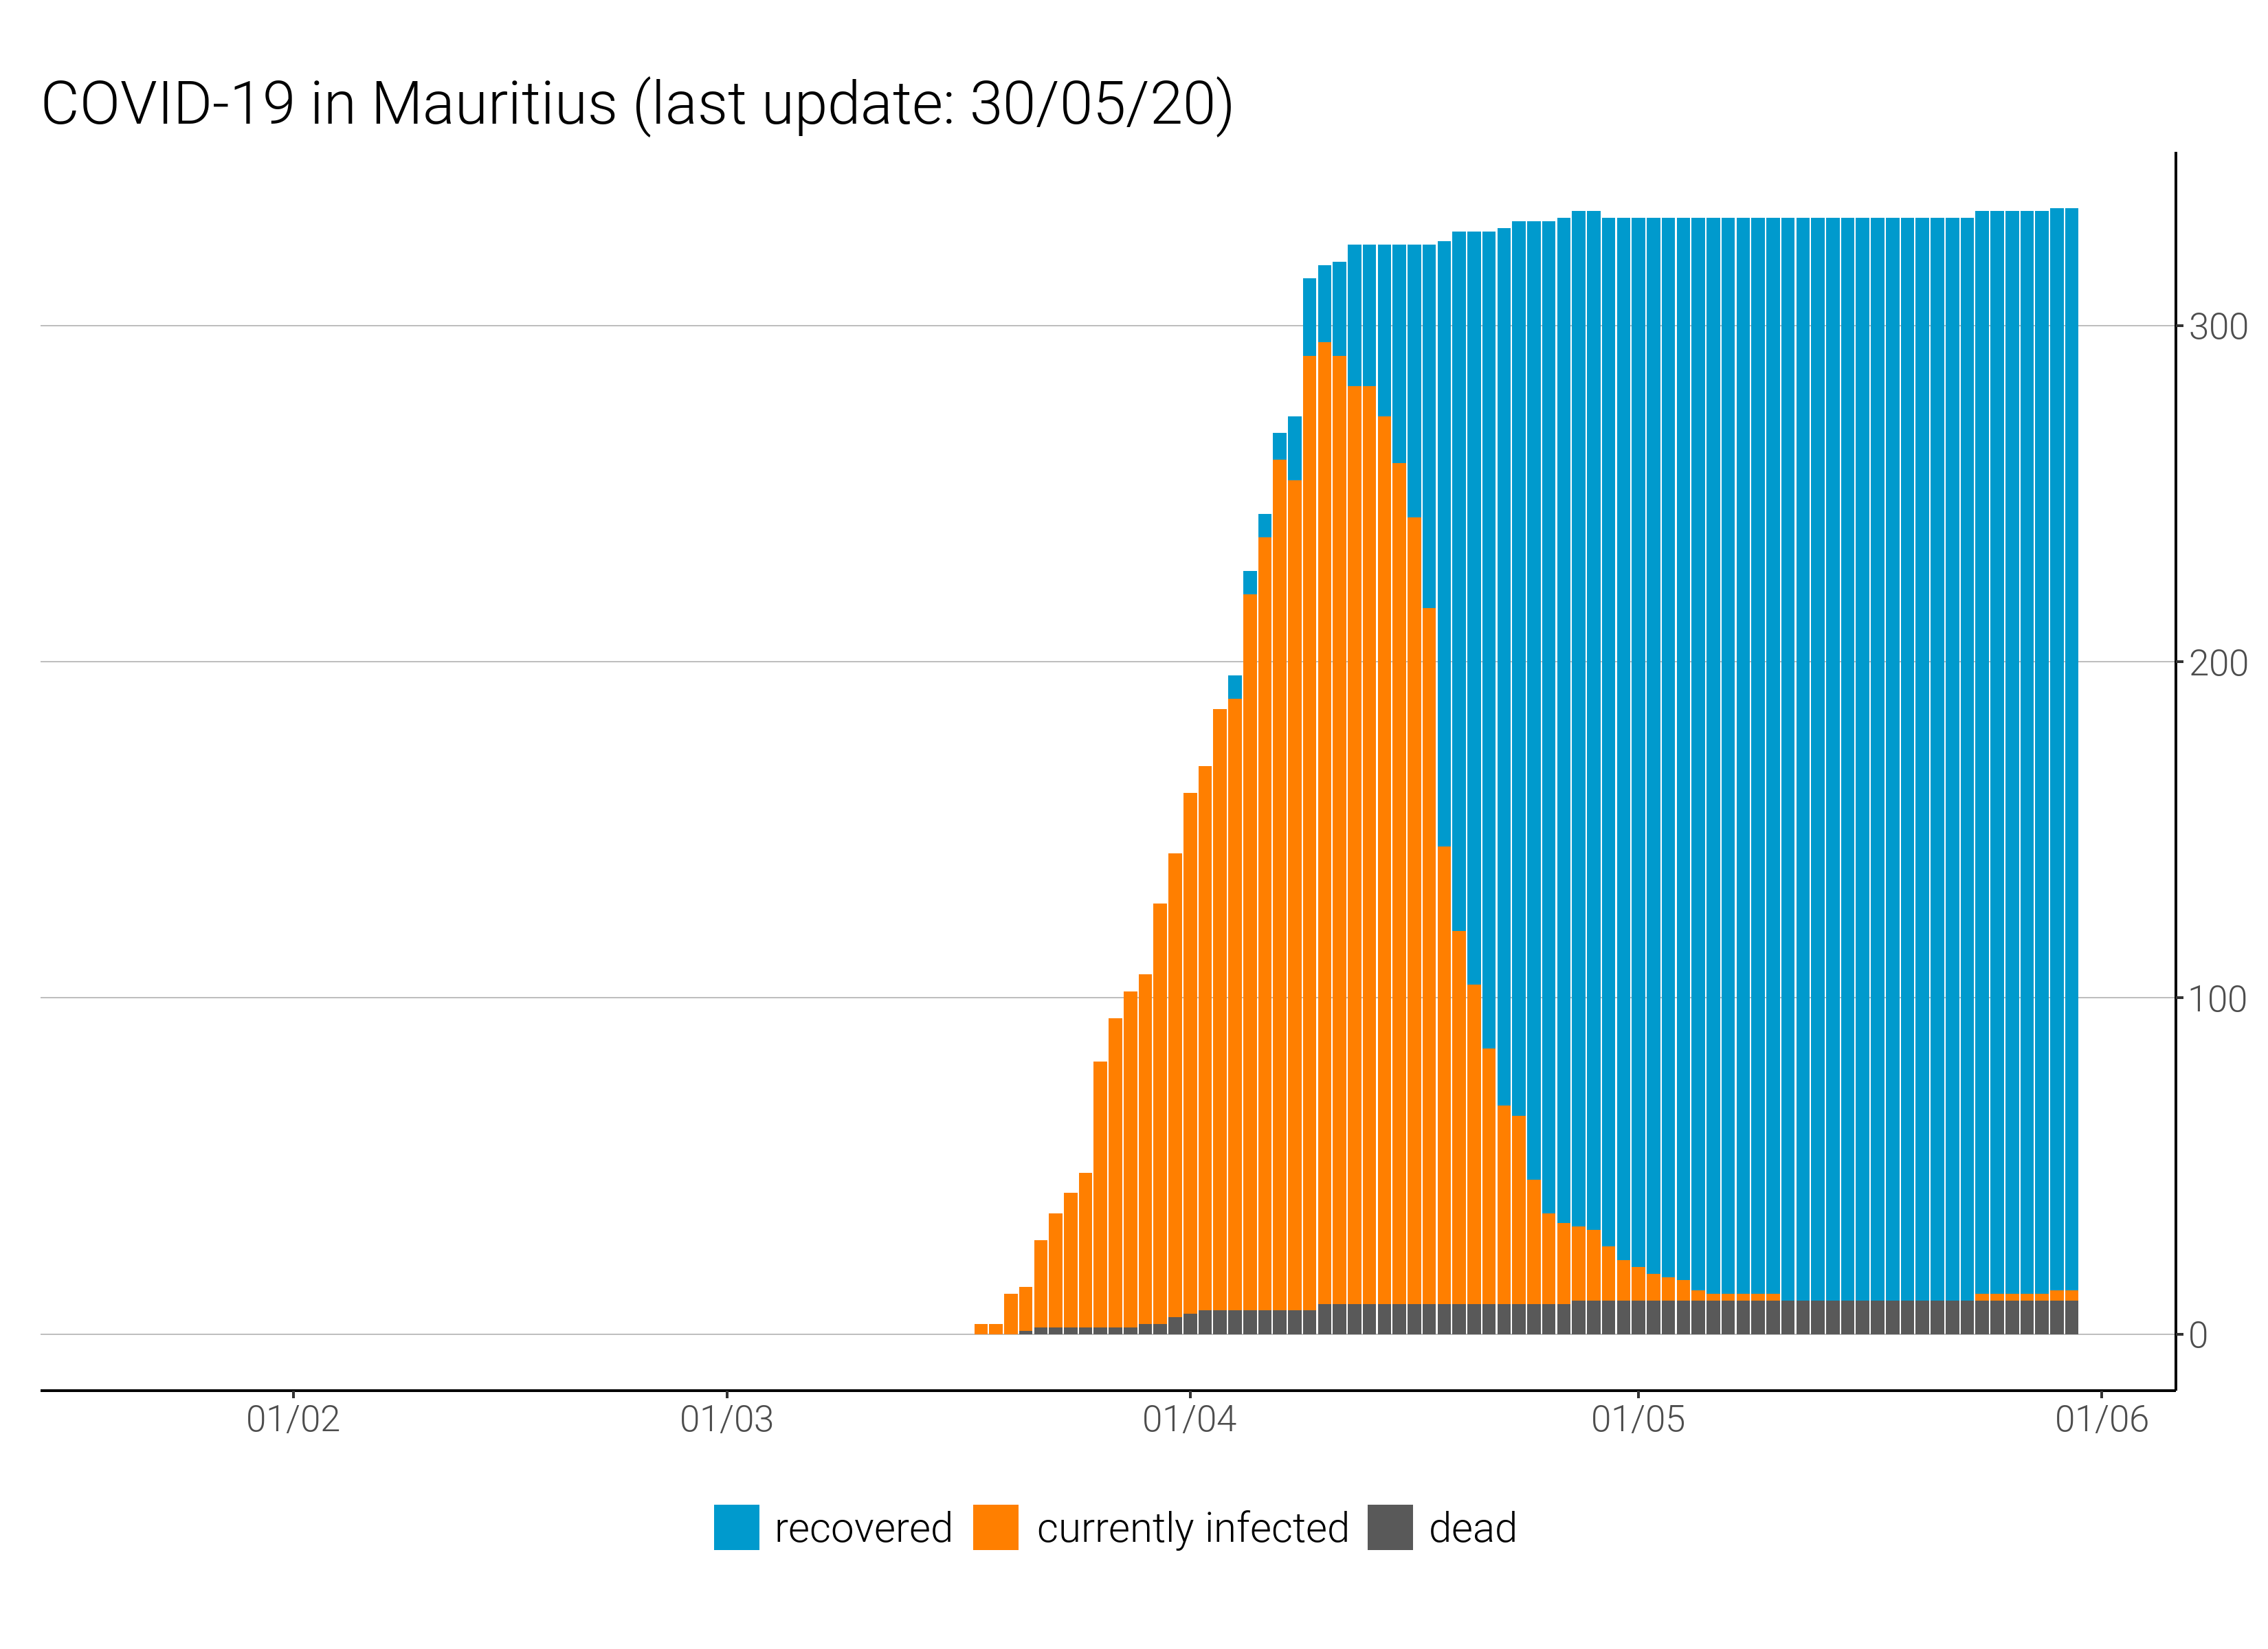 COVID-19 in Mauritius (last update: 30/05/20)
300
200
100
0
01/02 01/03 01/04 01/05 01/06
recovered currently infected dead